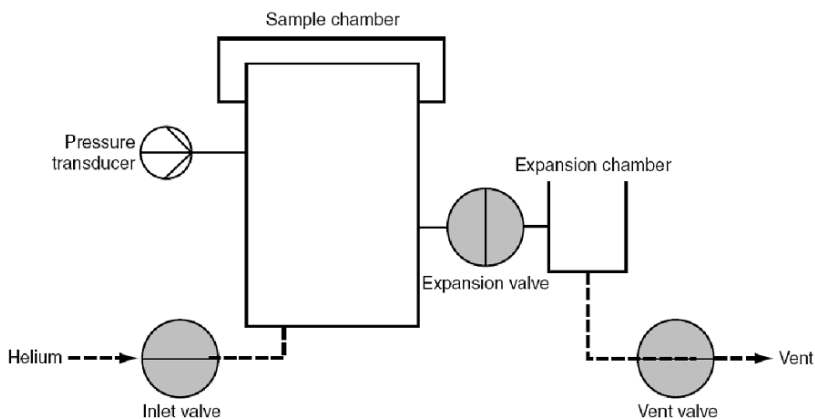 Sample chamber
Pressure
transducer
Expansion chamber
Expansion valve
Helium
Vent
Inlet valve
Vent valve